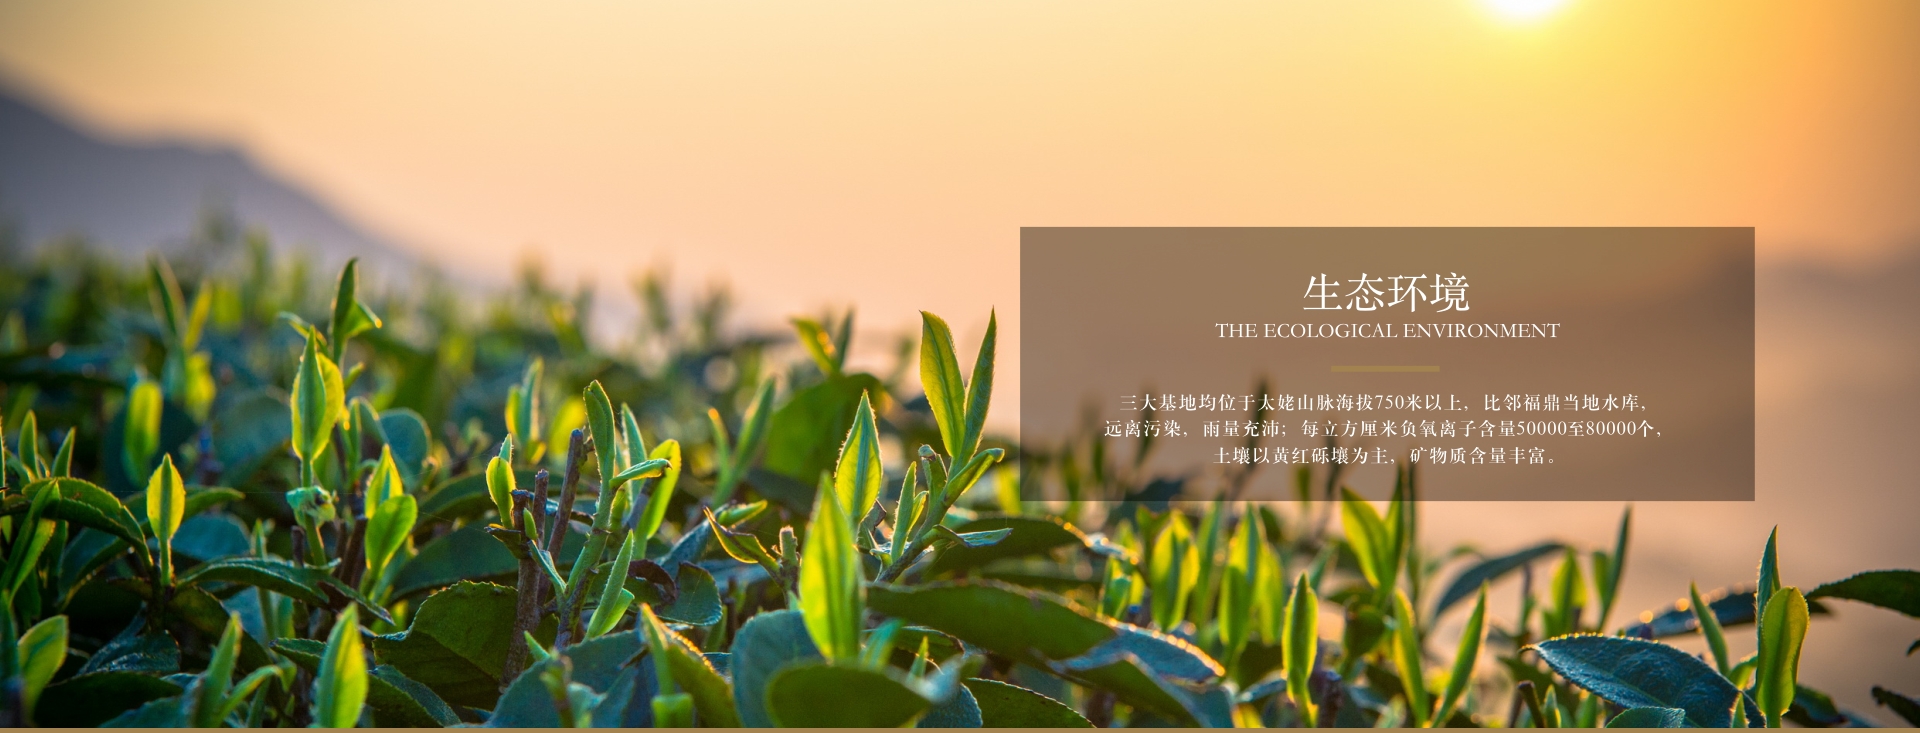 生态环境
THE ECOLOGICAL ENVIRONMENT
三大基地均位于太姥山脉海拔750米以上，比邻福鼎当地水库，
远离污染，雨量充沛；每立方厘米负氧离子含量50000至80000个，
土壤以黄红砾壤为主，矿物质含量丰富。